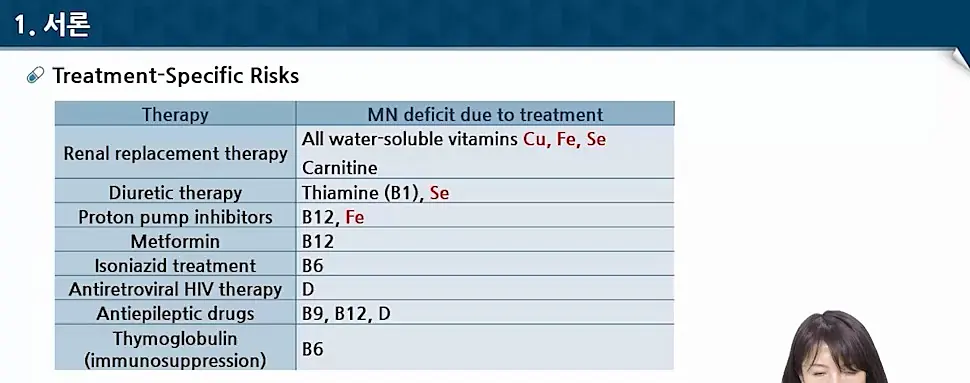 1. 서론
Treatment-Specific Risks
Therapy MN deficit due to treatment
Renal replacement therapy All water-soluble vitamins Cu, Fe, Se
Carnitine
Diuretic therapy Thiamine (B1), Se
Proton pump inhibitors B12, Fe
Metformin B12
Isoniazid treatment B6
Antiretroviral HIV therapy D
Antiepileptic drugs B9, B12, D
Thymoglobulin
(immunosuppression) B6